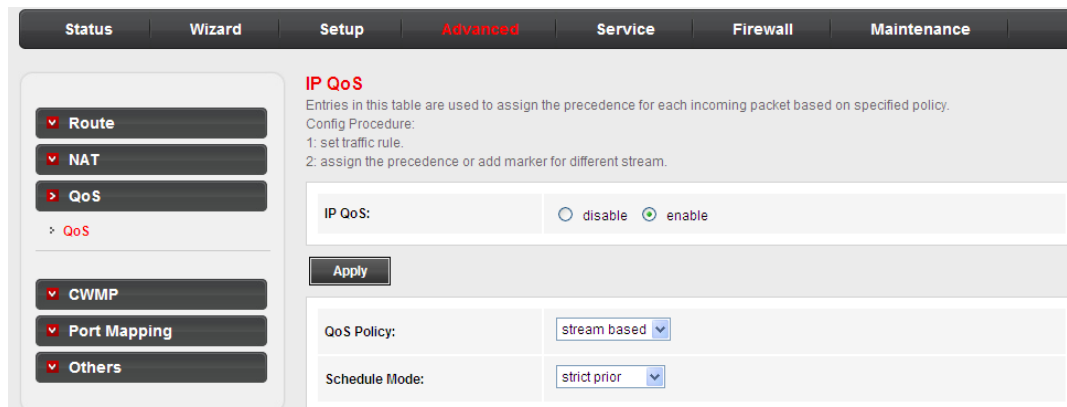 Status Wizard Setup Advanced Service Firewall Maintenance
Route
NAT
QoS
QoS
CWMP
Port Mapping
Others
IP QoS
Entries in this table are used to assign the precedence for each incoming packet based on specified policy.
Config Procedure:
1: set traffic rule.
2: assign the precedence or add marker for different stream.
IP QoS: disable enable
Apply
QoS Policy: stream based
Schedule Mode: strict prior